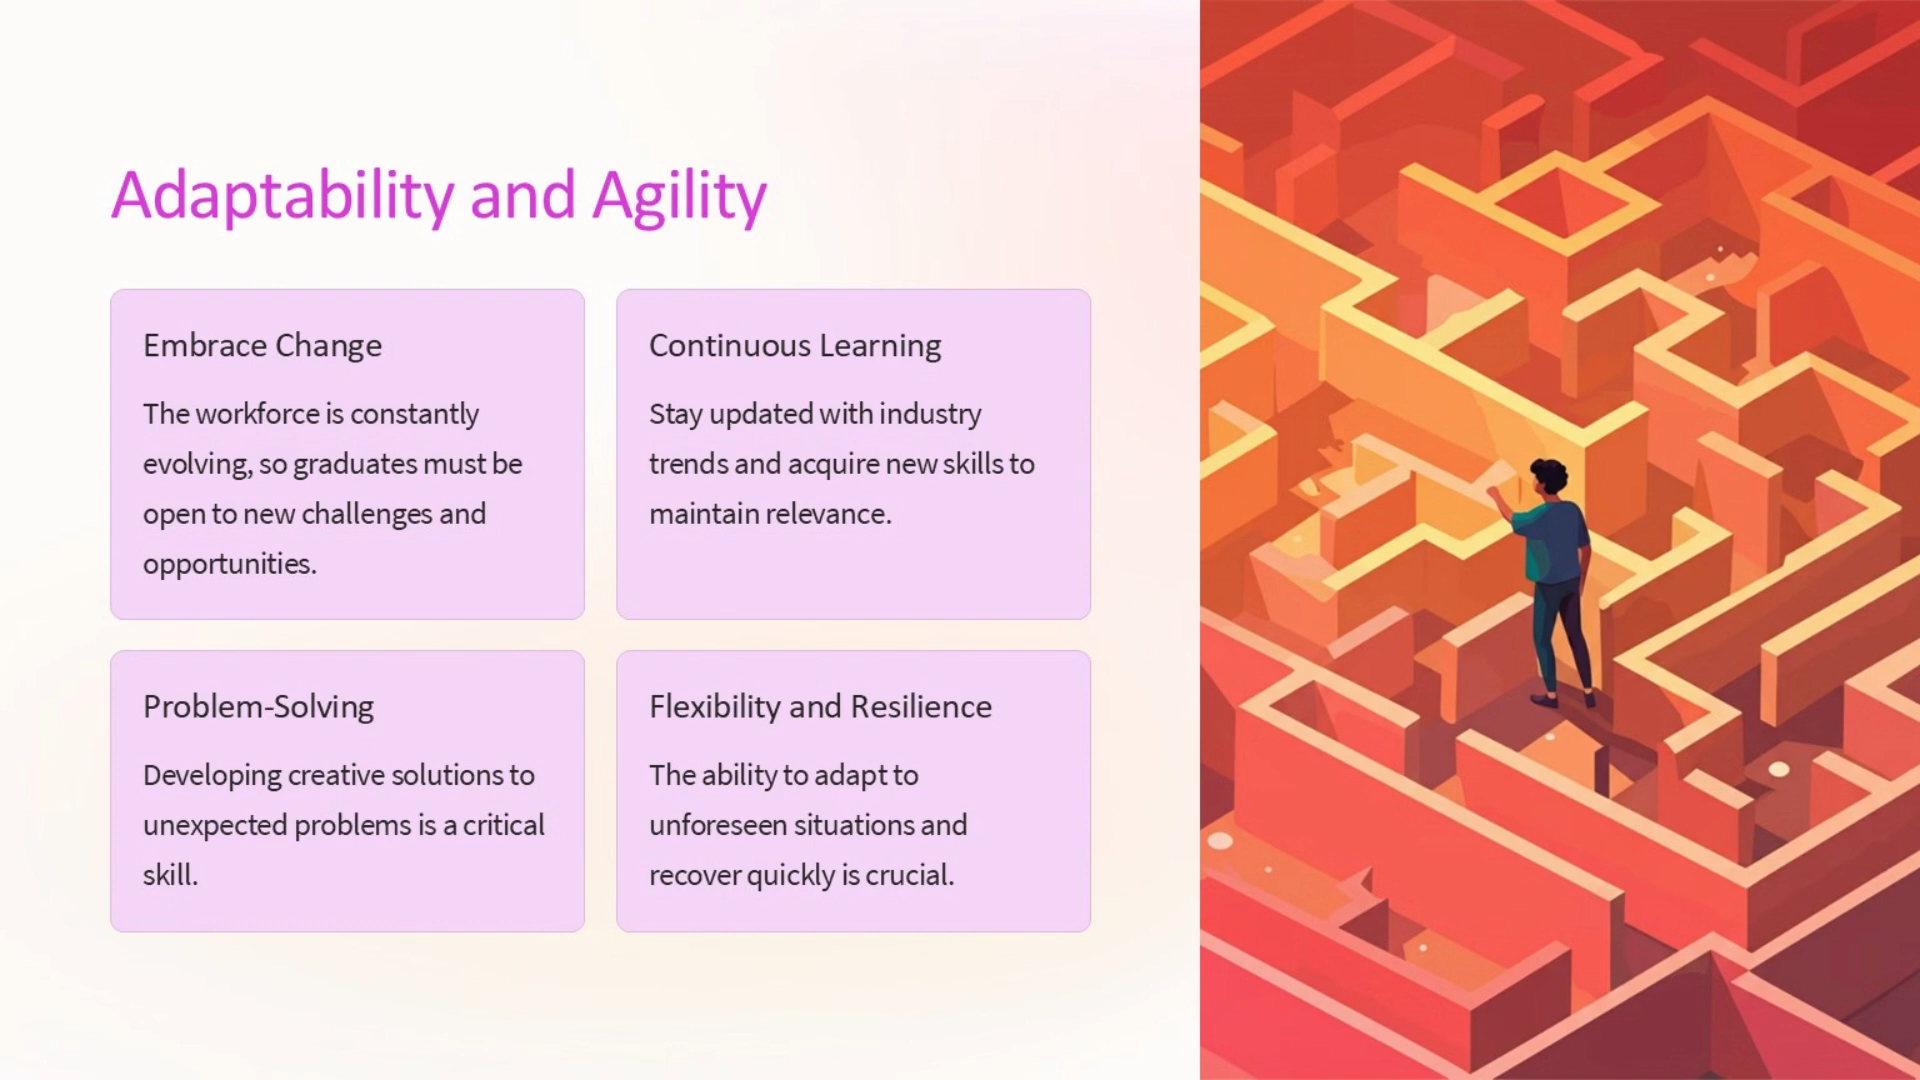 Adaptability and Agility
Embrace Change
The workforce is constantly
evolving, so graduates must be
open to new challenges and
opportunities.
Continuous Learning
Stay updated with industry
trends and acquire new skills to
maintain relevance.
Problem-Solving
Developing creative solutions to
unexpected problems is a critical
skill.
Flexibility and Resilience
The ability to adapt to
unforeseen situations and
recover quickly is crucial.